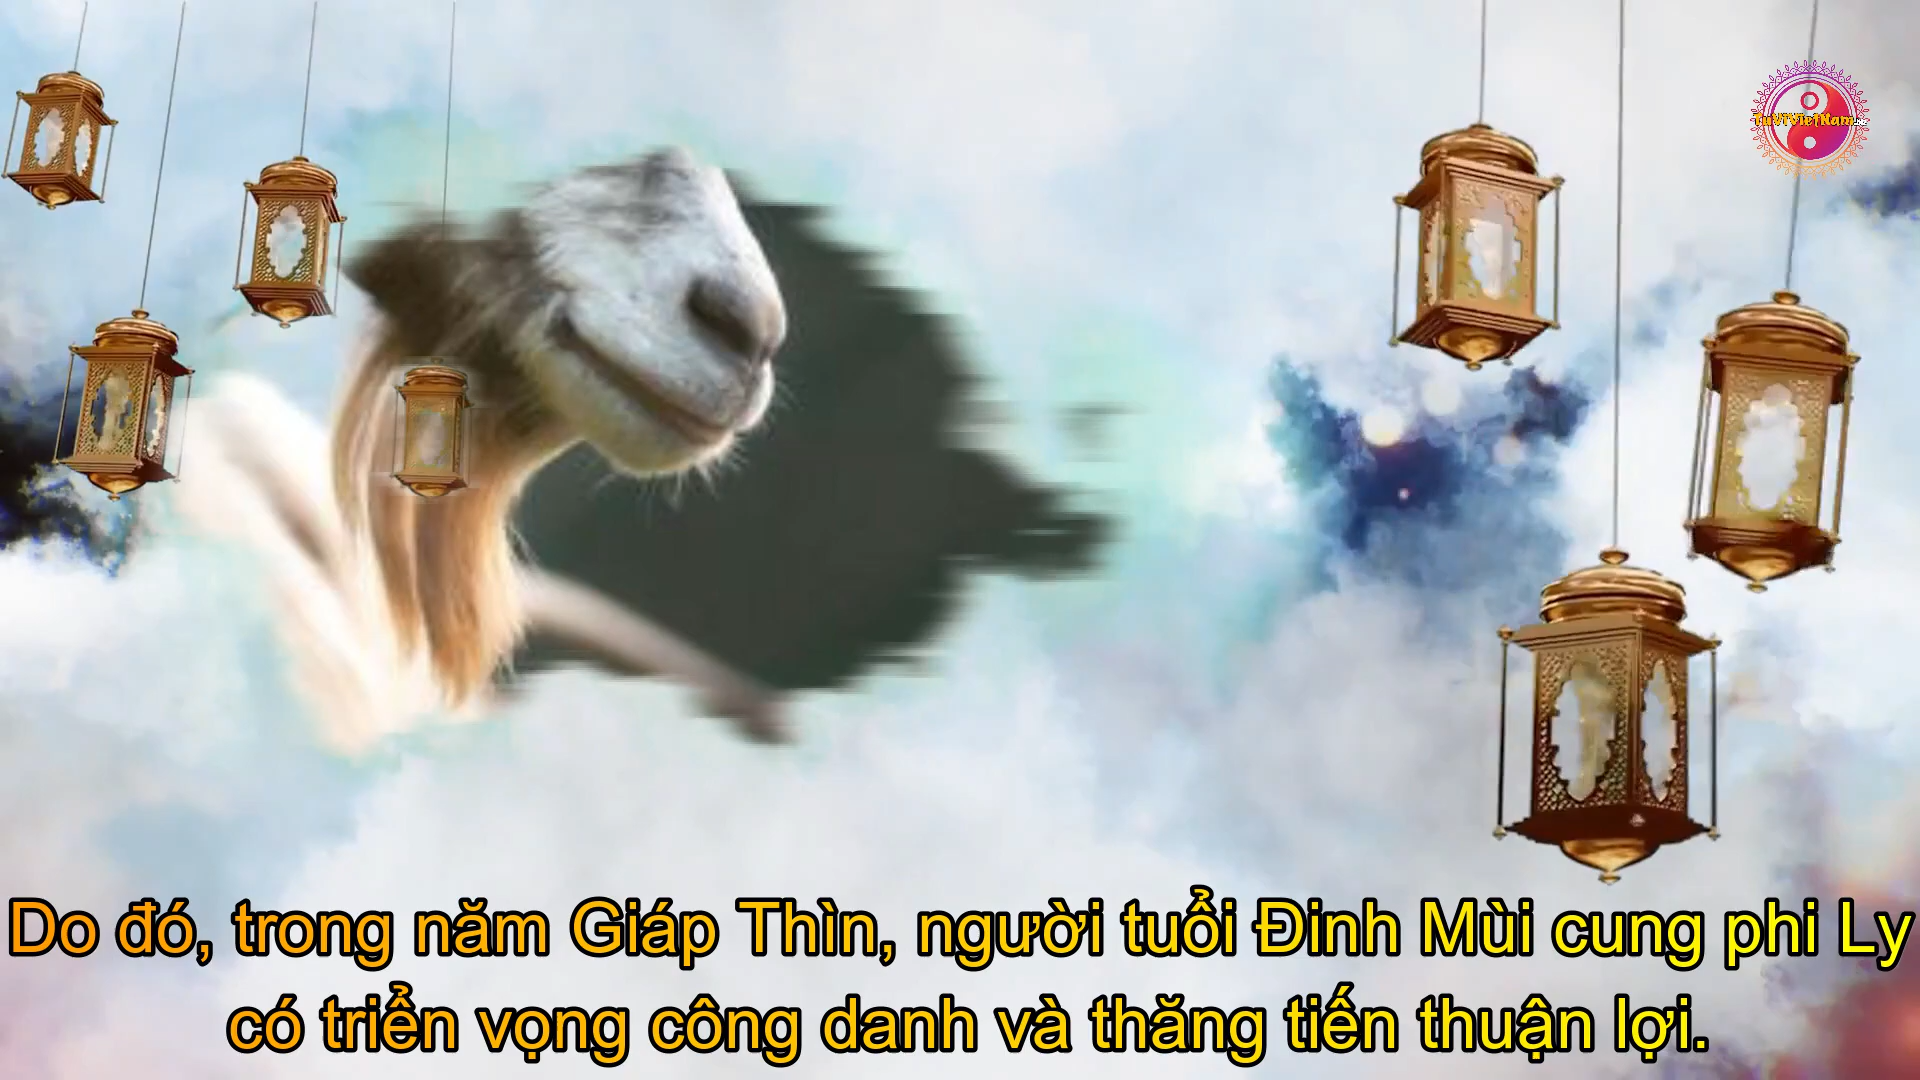 TuViVietNam
Do đó, trong năm Giáp Thìn, người tuổi Đinh Mùi cung phi Ly
có triển vọng công danh và thăng tiến thuận lợi.